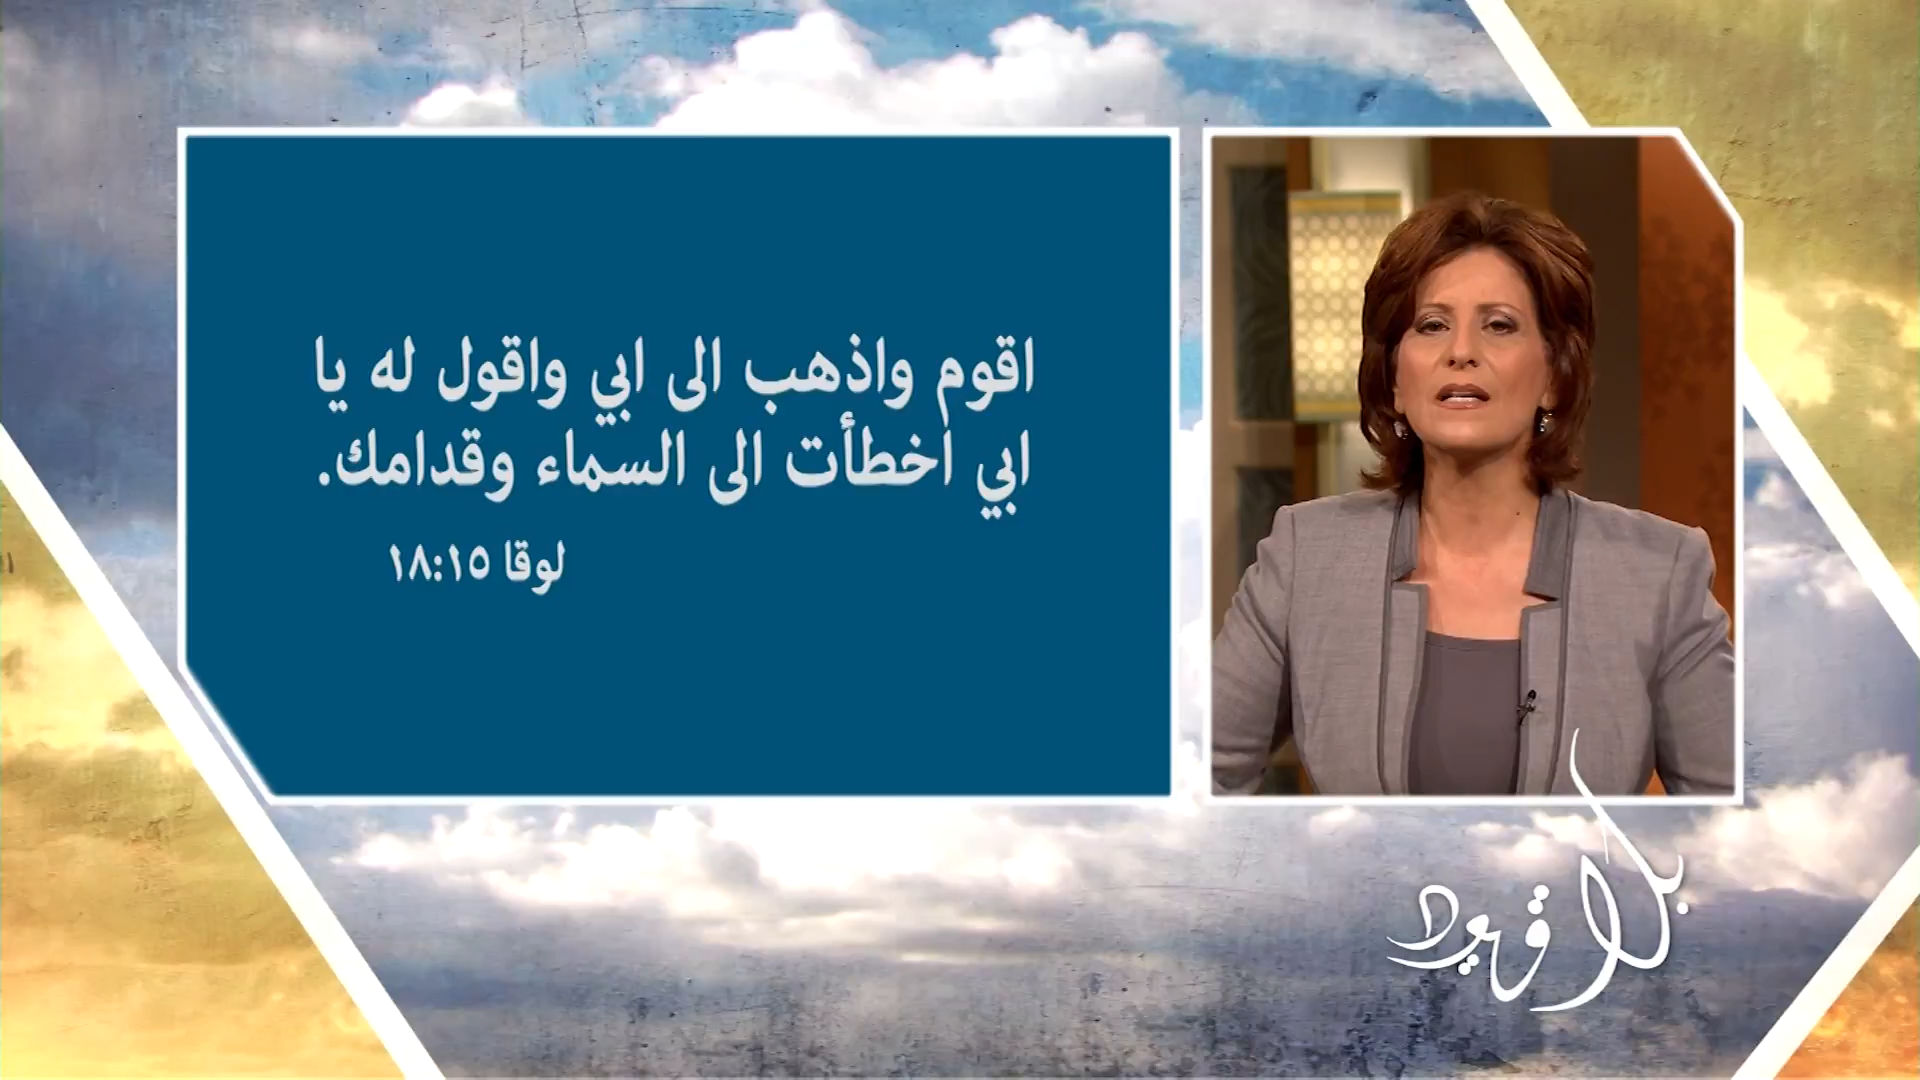 اقوم واذهب الى ابي واقول له يا
ابي اخطأت الى السماء وقدامك.
لوقا ١٨:١٥
بلا قيود